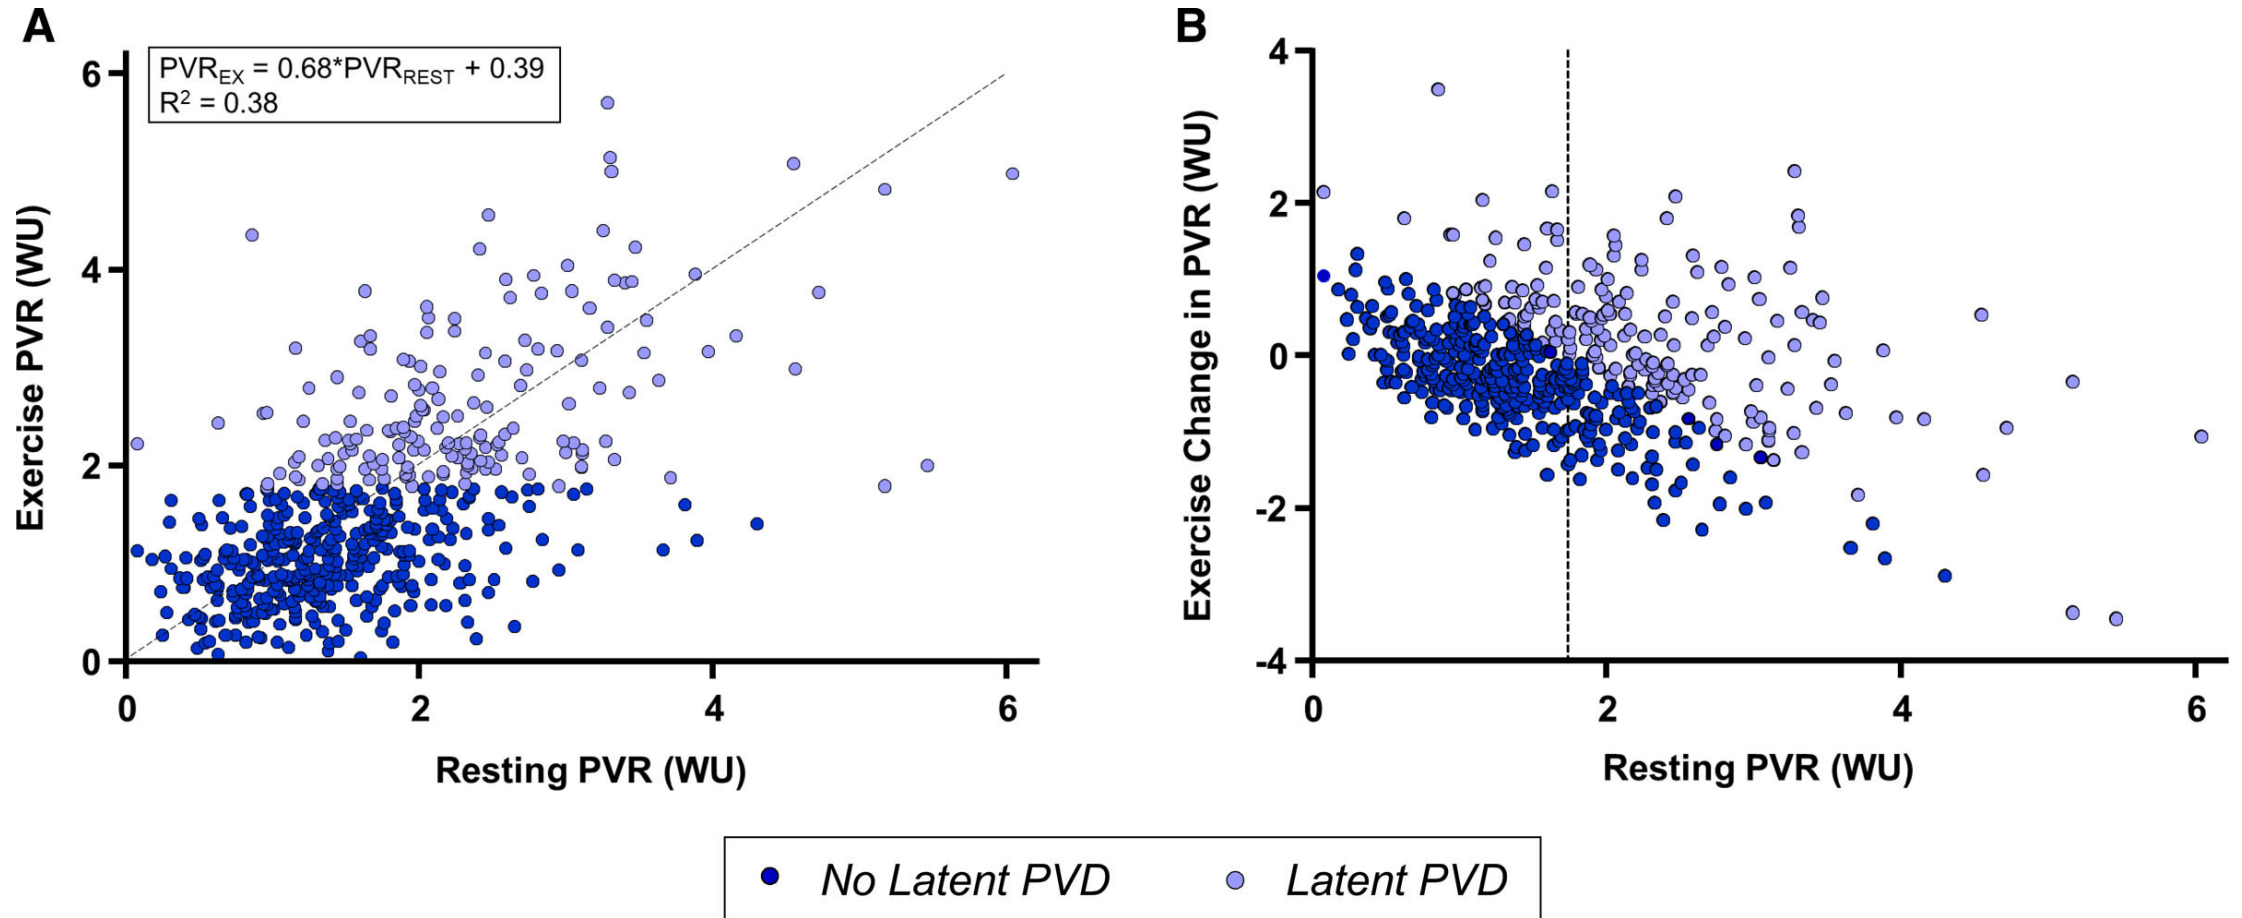 A
PVR_EX = 0.68*PVR_REST + 0.39
R² = 0.38
6
4
2
0
0 2 4 6
Exercise PVR (WU)
Resting PVR (WU)
B
4
2
0
-2
-4
0 2 4 6
Exercise Change in PVR (WU)
Resting PVR (WU)
No Latent PVD Latent PVD